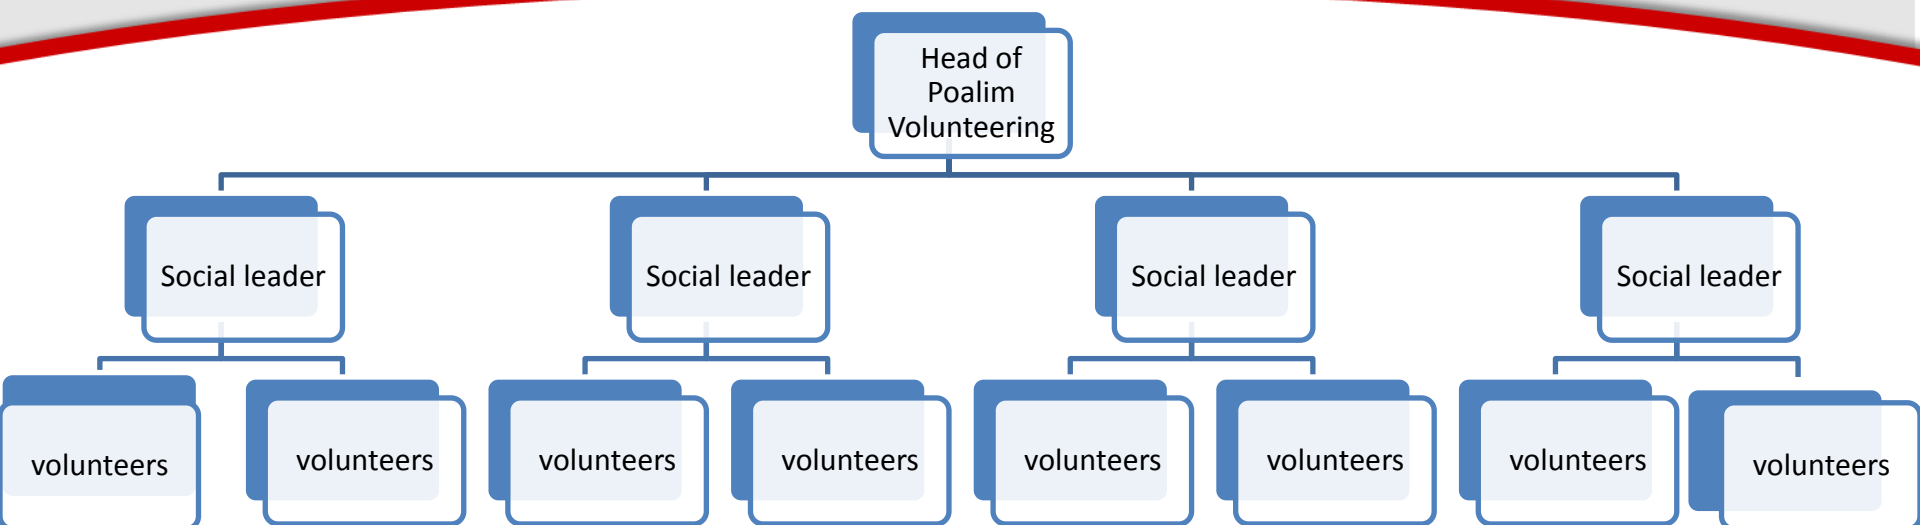 Head of
Poalim
Volunteering
Social leader
Social leader
Social leader
Social leader
volunteers
volunteers
volunteers
volunteers
volunteers
volunteers
volunteers
volunteers